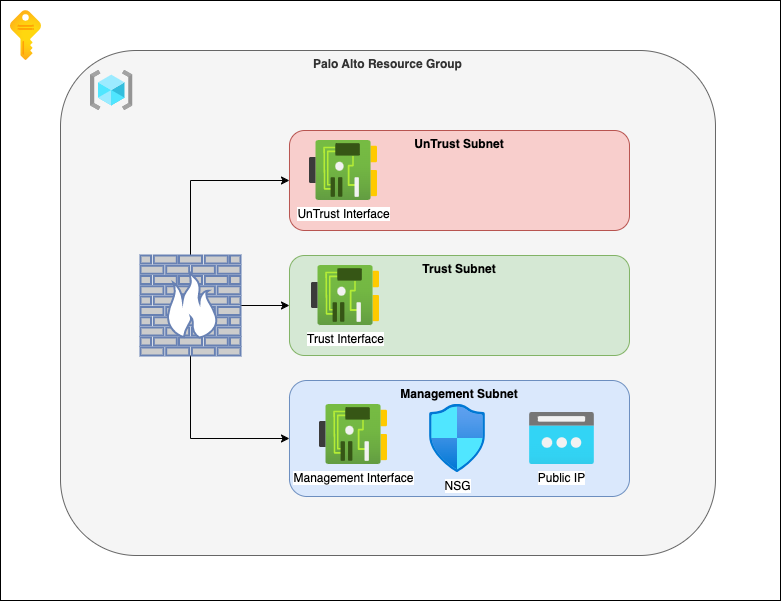 Palo Alto Resource Group
UnTrust Subnet
UnTrust Interface
Trust Subnet
Trust Interface
Management Subnet
Management Interface
NSG
Public IP